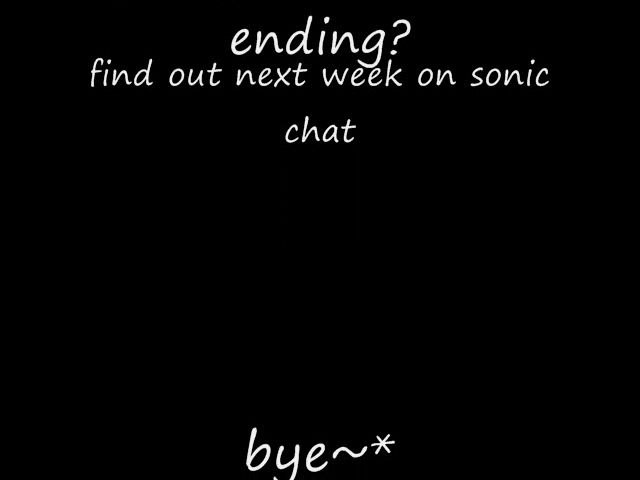 ending?
find out next week on sonic
chat
bye~*